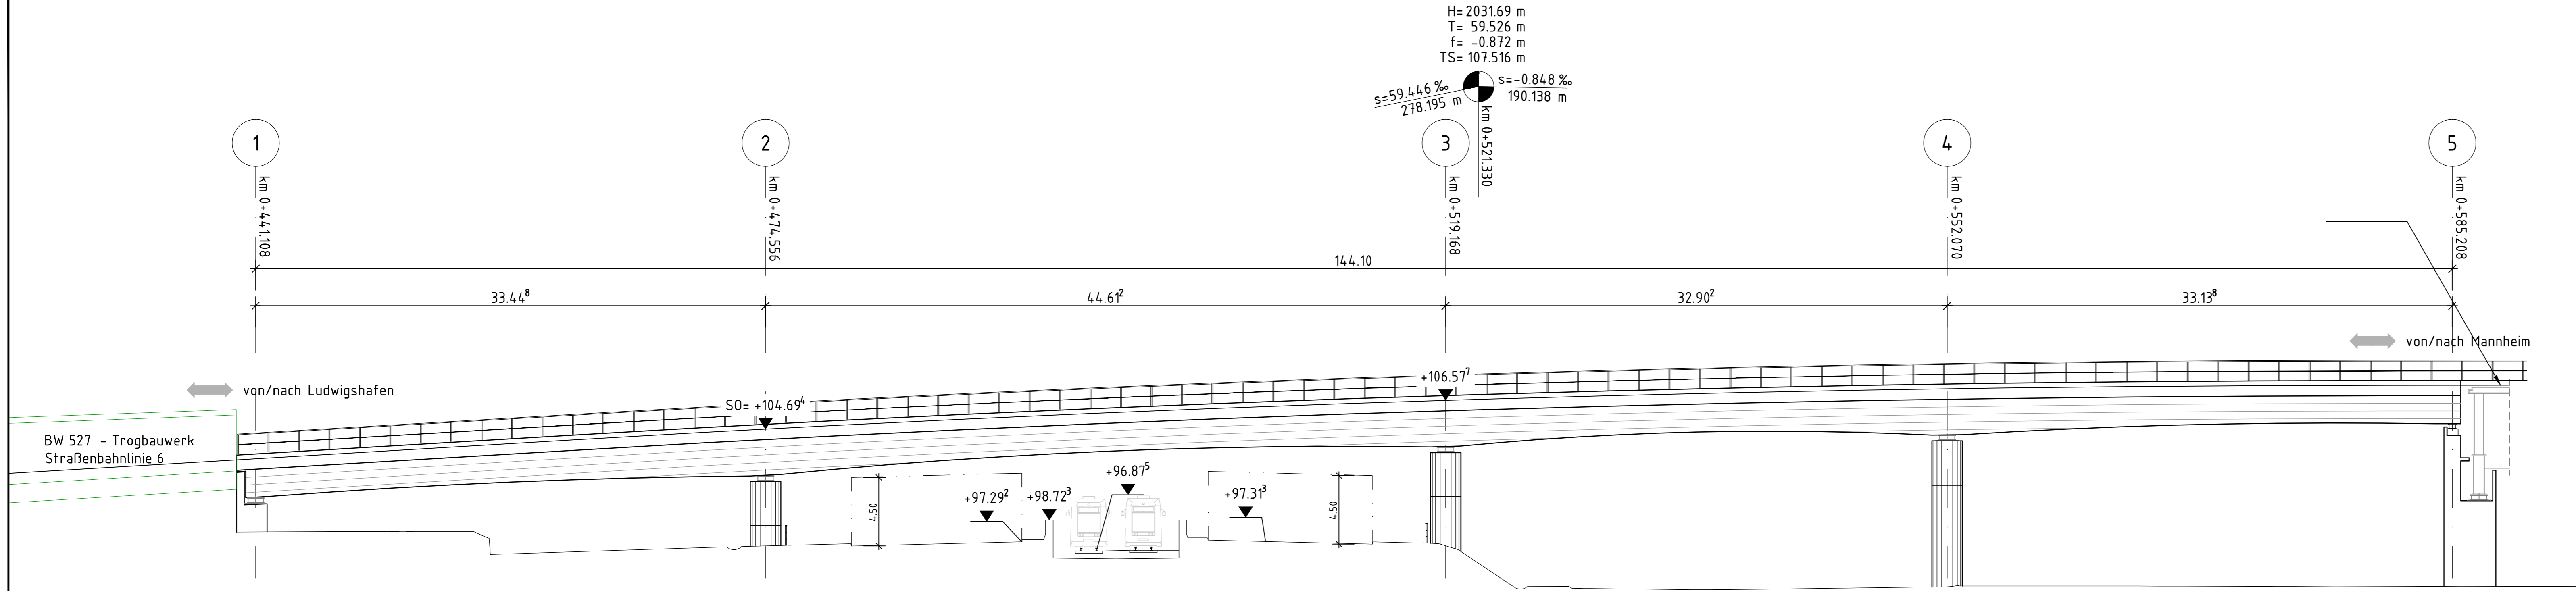 H= 2031.69 m
T= 59.526 m
f= -0.872 m
TS= 107.516 m
s=59.446 ‰
278.195 m
s=-0.848 ‰
190.138 m
km 0+521.330
1
2
3
4
5
km 0+441.108
km 0+474.556
km 0+519.168
km 0+552.070
km 0+585.208
144.10
33.44⁸
44.61²
32.90²
33.13⁸
von/nach Mannheim
von/nach Ludwigshafen
+106.57⁷
SO= +104.69⁴
BW 527 - Trogbauwerk
Straßenbahnlinie 6
+96.87⁵
+97.29²
+98.72³
+97.31³
4.50
4.50